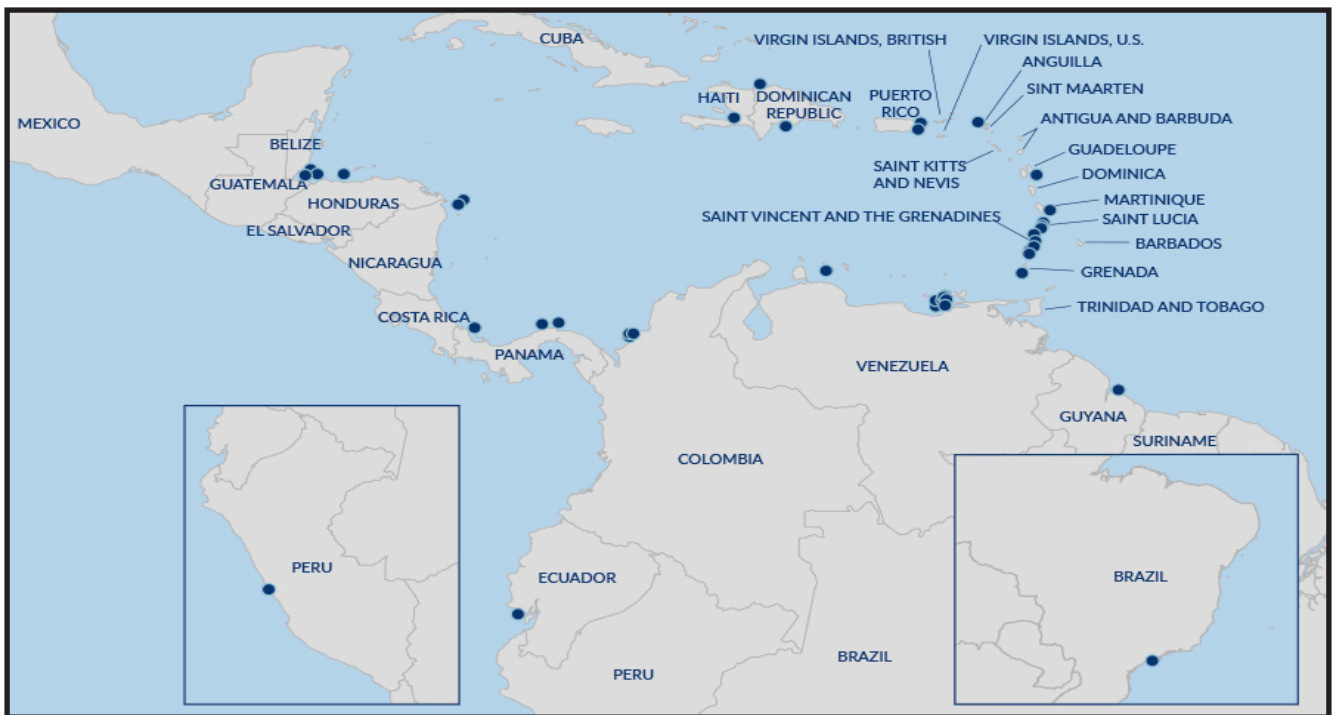 CUBA
VIRGIN ISLANDS, BRITISH
VIRGIN ISLANDS, U.S.
ANGUILLA
SINT MAARTEN
HAITI
DOMINICAN
REPUBLIC
PUERTO
RICO
MEXICO
ANTIGUA AND BARBUDA
BELIZE
GUADELOUPE
SAINT KITTS
AND NEVIS
DOMINICA
GUATEMALA
HONDURAS
MARTINIQUE
SAINT VINCENT AND THE GRENADINES
SAINT LUCIA
EL SALVADOR
BARBADOS
NICARAGUA
GRENADA
COSTA RICA
TRINIDAD AND TOBAGO
PANAMA
VENEZUELA
GUYANA
SURINAME
COLOMBIA
PERU
ECUADOR
BRAZIL
BRAZIL
PERU